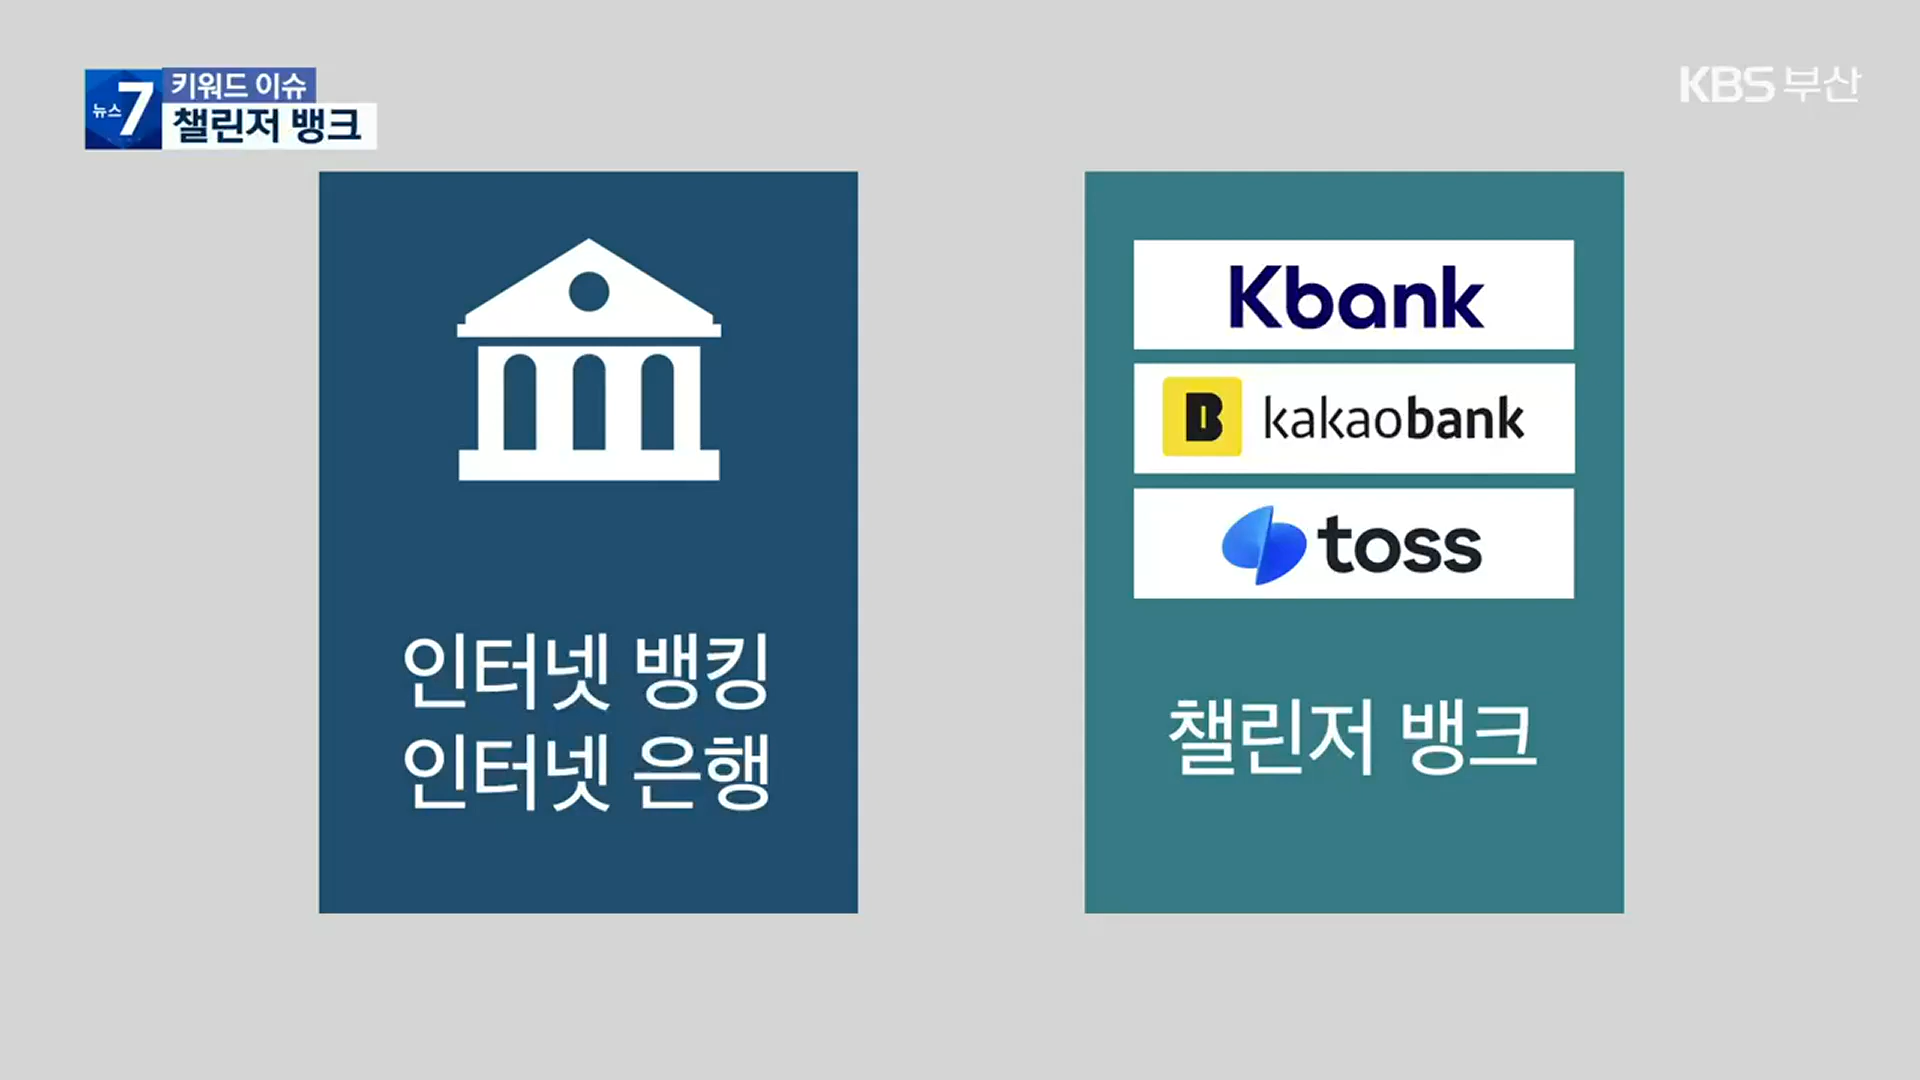 뉴스 7
키워드 이슈
챌린저 뱅크
KBS 부산
인터넷 뱅킹
인터넷 은행
Kbank
B kakaobank
toss
챌린저 뱅크